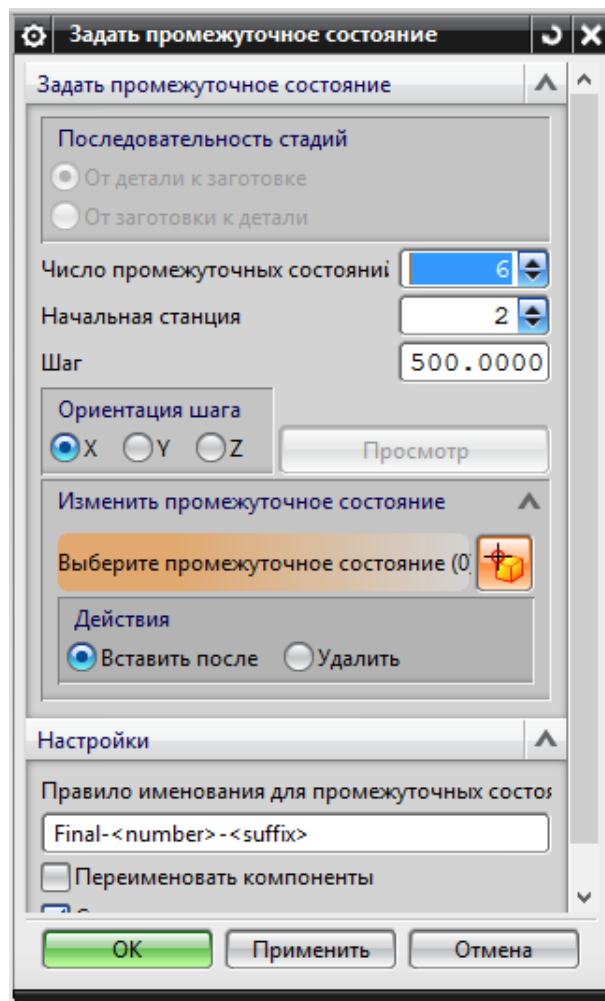 Задать промежуточное состояние
Задать промежуточное состояние
Последовательность стадий
От детали к заготовке
От заготовки к детали
Число промежуточных состояний 6
Начальная станция 2
Шаг 500.0000
Ориентация шага
X Y Z Просмотр
Изменить промежуточное состояние
Выберите промежуточное состояние (0
Действия
Вставить после Удалить
Настройки
Правило именования для промежуточных
Final-<number>-<suffix>
Переименовать компоненты
OK Применить Отмена